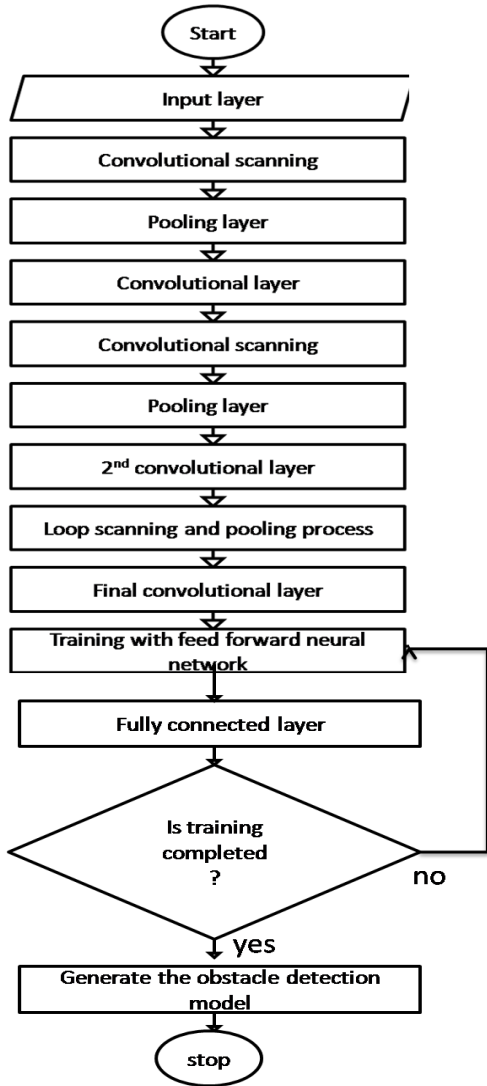 Start
Input layer
Convolutional scanning
Pooling layer
Convolutional layer
Convolutional scanning
Pooling layer
2nd convolutional layer
Loop scanning and pooling process
Final convolutional layer
Training with feed forward neural
network
Fully connected layer
Is training
completed
?
no
yes
Generate the obstacle detection
model
stop